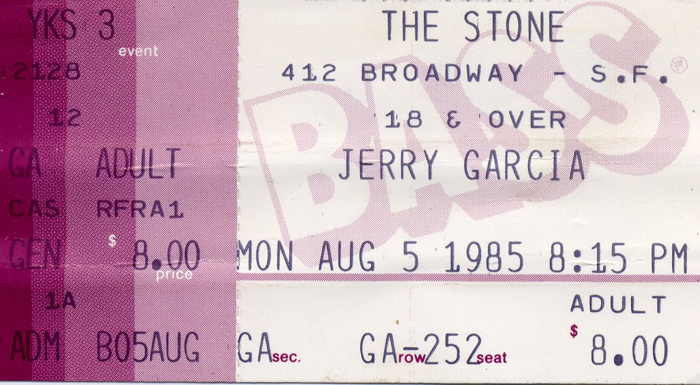 YKS 3
event
2128
12
GA ADULT
CAS RFRA1
GEN $ 8.00
price
1A
ADM B05AUG
THE STONE
412 BROADWAY - S.F.
18 & OVER
JERRY GARCIA
MON AUG 5 1985 8:15 PM
ADULT
GA sec. GA-row 252 seat $ 8.00
BASS ®